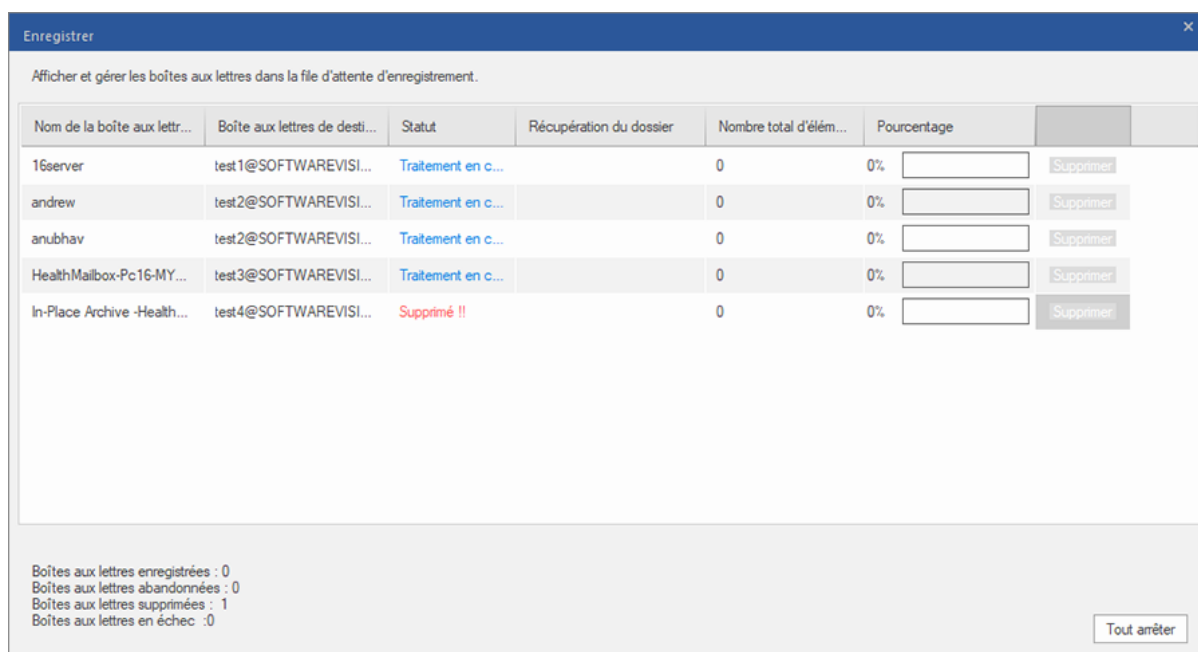 Enregistrer
Afficher et gérer les boîtes aux lettres dans la file d'attente d'enregistrement.
Nom de la boîte aux lettr... Boîte aux lettres de desti... Statut Récupération du dossier Nombre total d'élém... Pourcentage
16server test1@SOFTWAREVISI... Traitement en c... 0 0% Supprimer
andrew test2@SOFTWAREVISI... Traitement en c... 0 0% Supprimer
anubhav test2@SOFTWAREVISI... Traitement en c... 0 0% Supprimer
HealthMailbox-Pc16-MY... test3@SOFTWAREVISI... Traitement en c... 0 0% Supprimer
In-Place Archive -Health... test4@SOFTWAREVISI... Supprimé !! 0 0% Supprimer
Boîtes aux lettres enregistrées : 0
Boîtes aux lettres abandonnées : 0
Boîtes aux lettres supprimées : 1
Boîtes aux lettres en échec :0
Tout arrêter